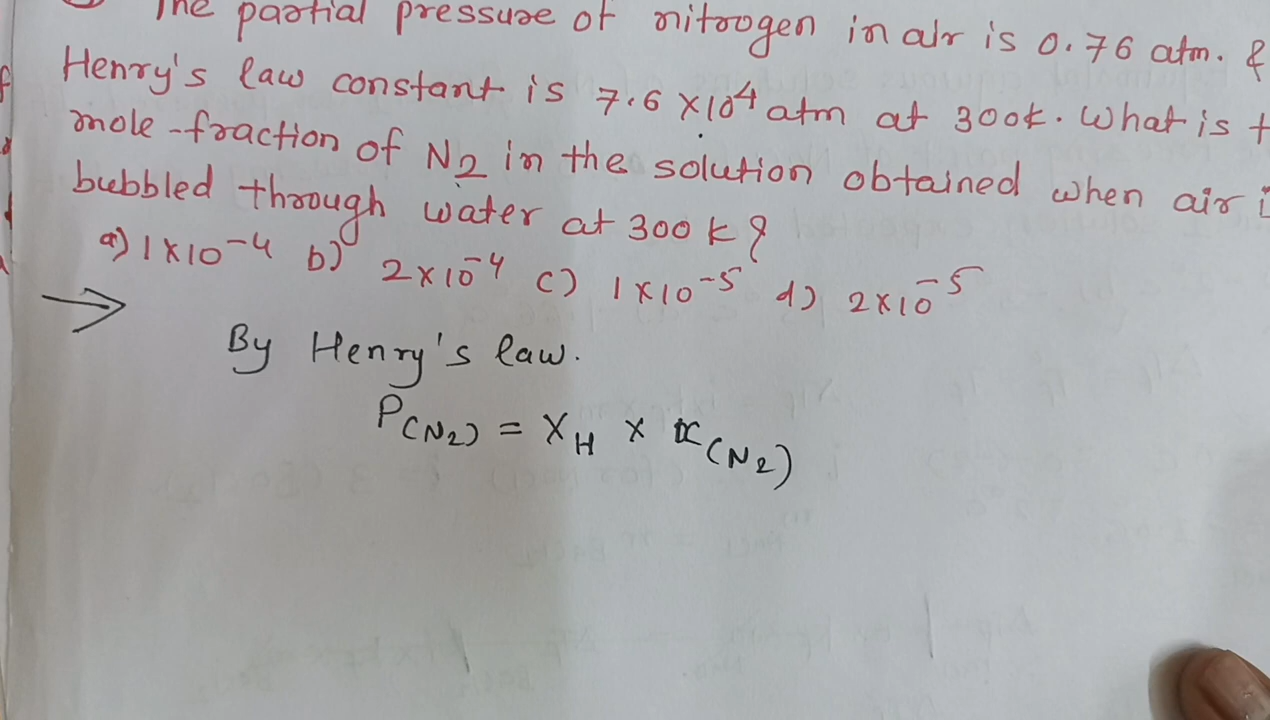 The partial pressure of nitrogen in air is 0.76 atm. &
Henry's law constant is 7.6 × 10⁴ atm at 300k. What is t
mole-fraction of N2 in the solution obtained when air i
bubbled through water at 300 k?
a) 1×10⁻⁴ b) 2×10⁻⁴ c) 1×10⁻⁵ d) 2×10⁻⁵
⇒
By Henry's law.
P(N₂) = X_H × x(N₂)